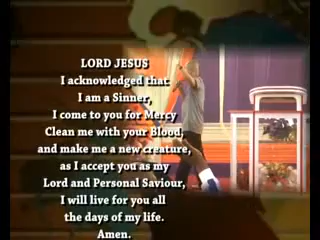 LORD JESUS
I acknowledged that
I am a Sinner,
I come to you for Mercy
Clean me with your Blood,
and make me a new creature,
as I accept you as my
Lord and Personal Saviour,
I will live for you all
the days of my life.
Amen.